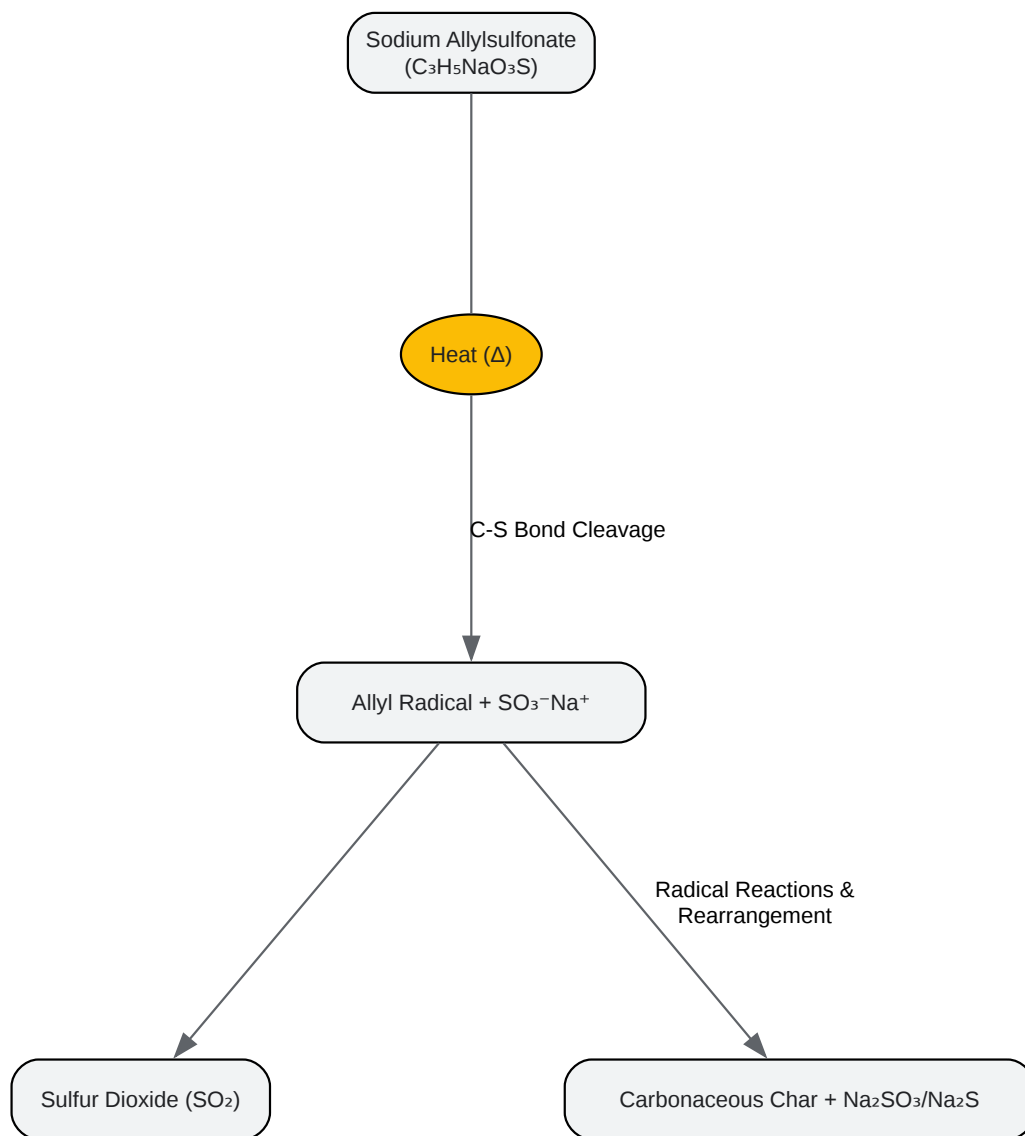 Sodium Allylsulfonate
(C₃H₅NaO₃S)
Heat (Δ)
C-S Bond Cleavage
Allyl Radical + SO₃⁻Na⁺
Radical Reactions &
Rearrangement
Sulfur Dioxide (SO₂)
Carbonaceous Char + Na₂SO₃/Na₂S